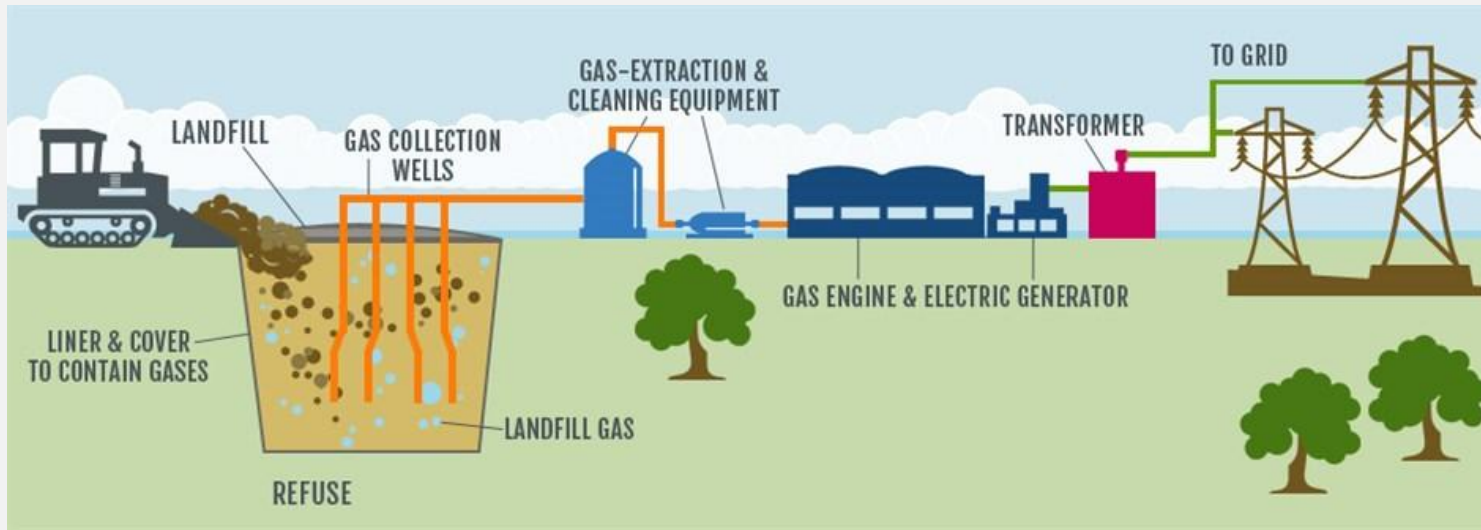 LANDFILL
GAS COLLECTION
WELLS
GAS-EXTRACTION &
CLEANING EQUIPMENT
TO GRID
TRANSFORMER
GAS ENGINE & ELECTRIC GENERATOR
LINER & COVER
TO CONTAIN GASES
LANDFILL GAS
REFUSE